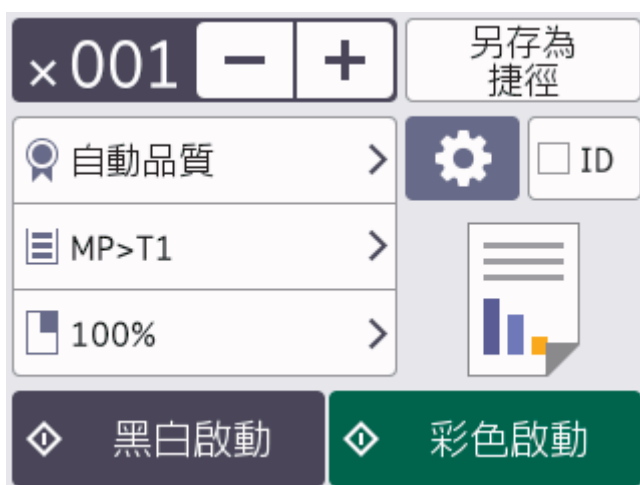 ×001 − +
另存為
捷徑
自動品質 >
ID
MP>T1 >
100% >
黑白啟動
彩色啟動